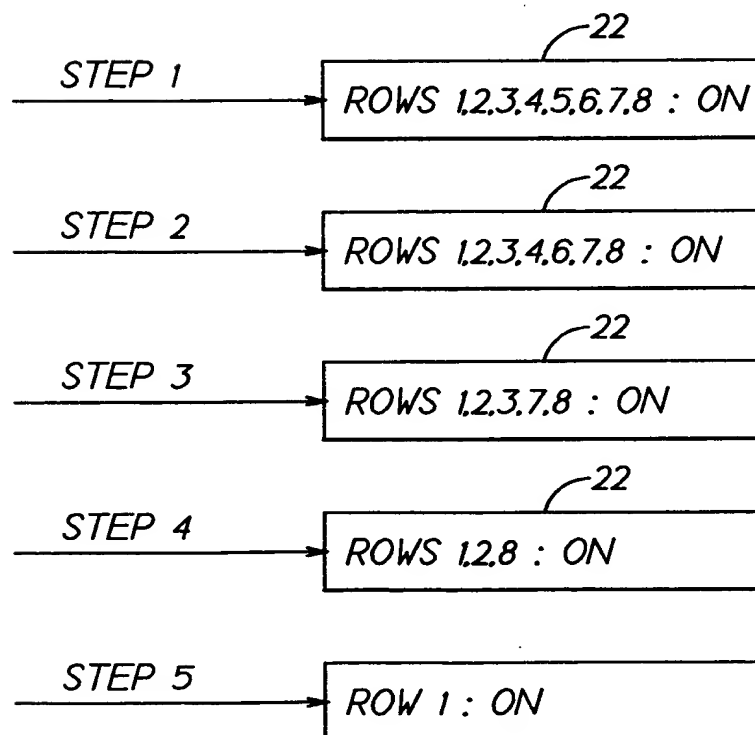 22
STEP 1
ROWS 1.2.3.4.5.6.7.8 : ON
22
STEP 2
ROWS 1.2.3.4.6.7.8 : ON
22
STEP 3
ROWS 1.2.3.7.8 : ON
22
STEP 4
ROWS 1.2.8 : ON
STEP 5
ROW 1 : ON